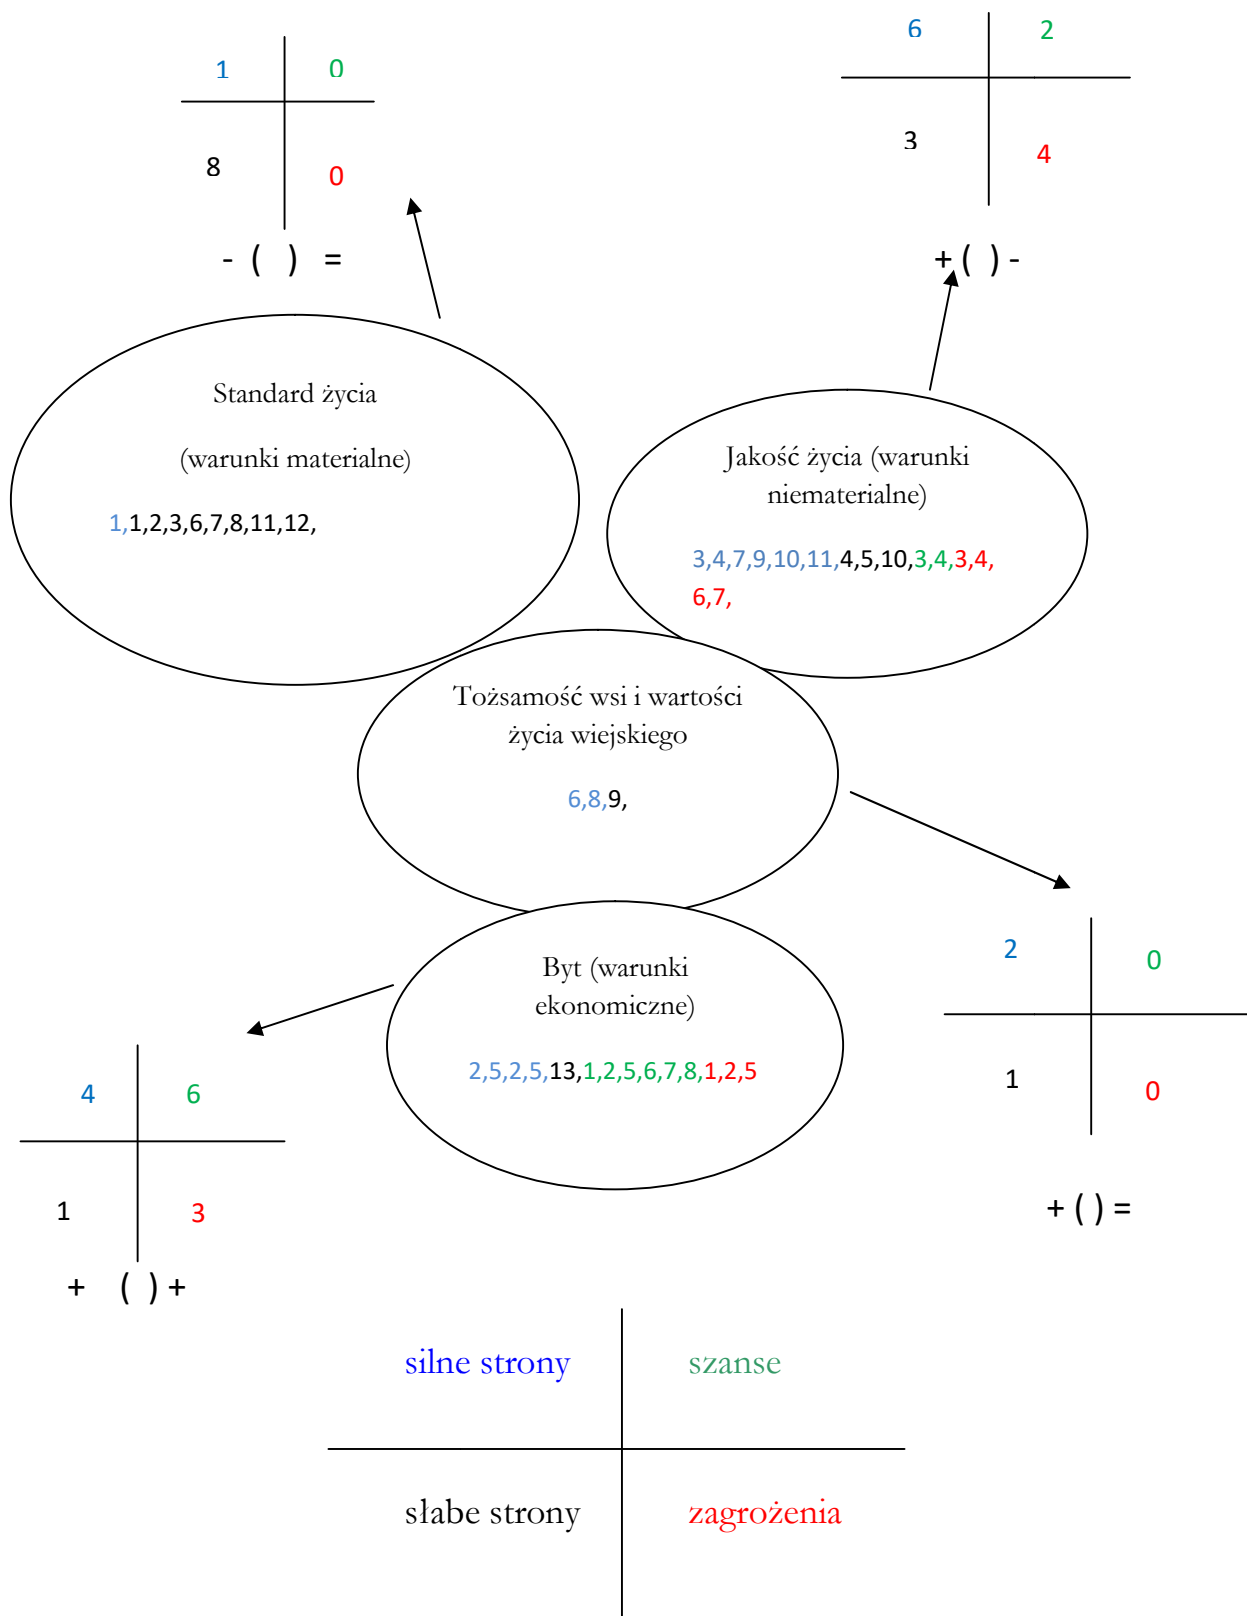 6 2
1 0
3 4
8 0
- ( ) =
+ ( ) -
Standard życia
(warunki materialne)
1,1,2,3,6,7,8,11,12,
Jakość życia (warunki
niematerialne)
3,4,7,9,10,11,4,5,10,3,4,3,4,
6,7,
Tożsamość wsi i wartości
życia wiejskiego
6,8,9,
Byt (warunki
ekonomiczne)
2,5,2,5,13,1,2,5,6,7,8,1,2,5
2 0
1 0
+ ( ) =
4 6
1 3
+ ( ) +
silne strony szanse
słabe strony zagrożenia